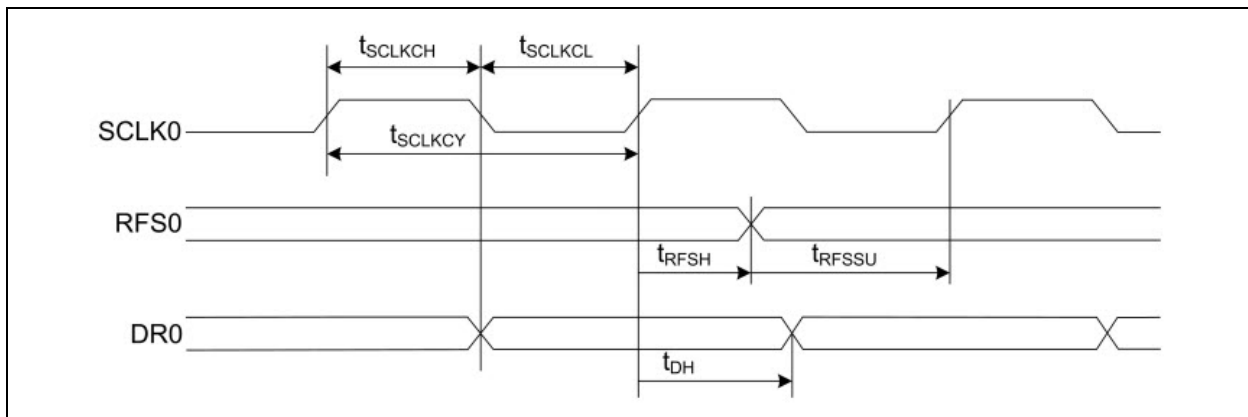 tSCLKCH tSCLKCL
SCLK0
tSCLKCY
RFS0
tRFSH tRFSSU
DR0
tDH